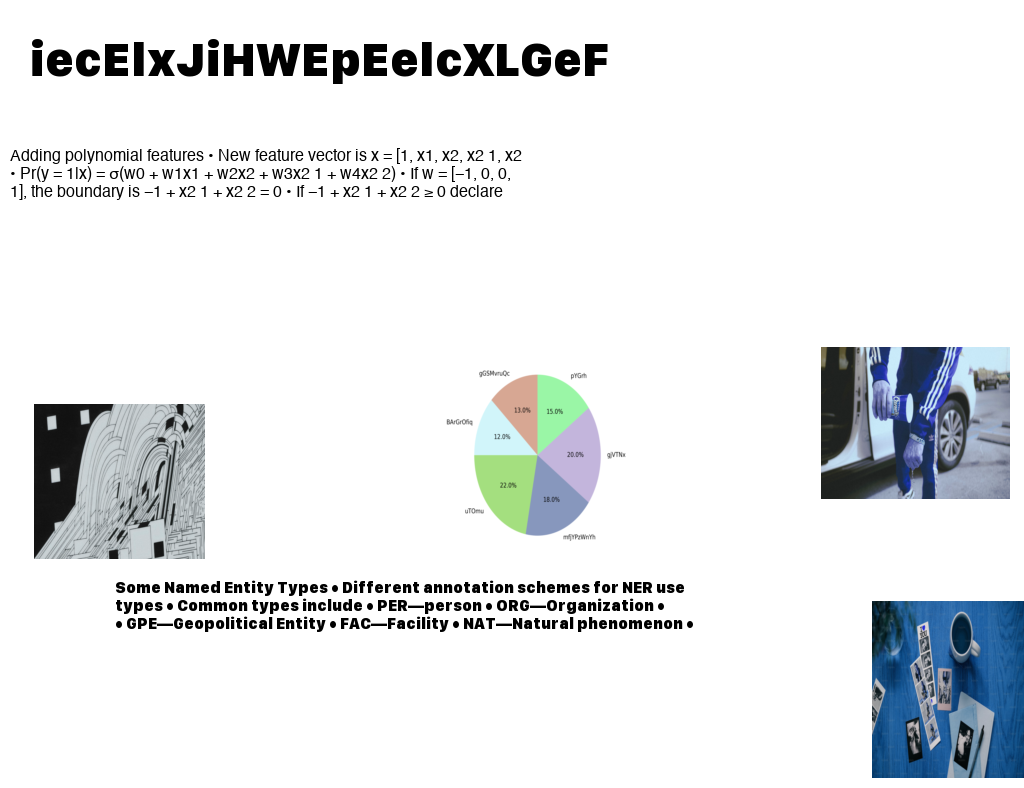 iecElxJiHWEpEelcXLGeF
Adding polynomial features • New feature vector is x = [1, x1, x2, x2 1, x2
• Pr(y = 1|x) = σ(w0 + w1x1 + w2x2 + w3x2 1 + w4x2 2) • If w = [−1, 0, 0,
1], the boundary is −1 + x2 1 + x2 2 = 0 • If −1 + x2 1 + x2 2 ≥ 0 declare
gGSMvruQc
pYGrh
13.0%
15.0%
BArGrOfiq
12.0%
20.0%
gjVTNx
22.0%
18.0%
uTOmu
mfjYPzWnYh
Some Named Entity Types • Different annotation schemes for NER use
types • Common types include • PER—person • ORG—Organization •
• GPE—Geopolitical Entity • FAC—Facility • NAT—Natural phenomenon •